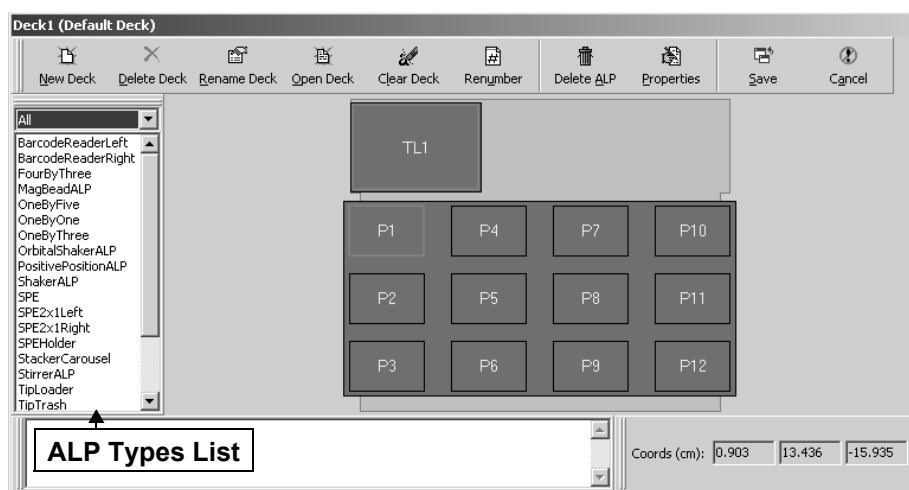 Deck1 (Default Deck)
New Deck Delete Deck Rename Deck Open Deck Clear Deck Renumber Delete ALP Properties Save Cancel
All
BarcodeReaderLeft
BarcodeReaderRight
FourByThree
MagBeadALP
OneByFive
OneByOne
OneByThree
OrbitalShakerALP
PositivePositionALP
ShakerALP
SPE
SPE2x1Left
SPE2x1Right
SPEHolder
StackerCarousel
StirrerALP
TipLoader
TipTrash
TL1
P1 P4 P7 P10
P2 P5 P8 P11
P3 P6 P9 P12
ALP Types List
Coords (cm): 0.903 13.436 -15.935